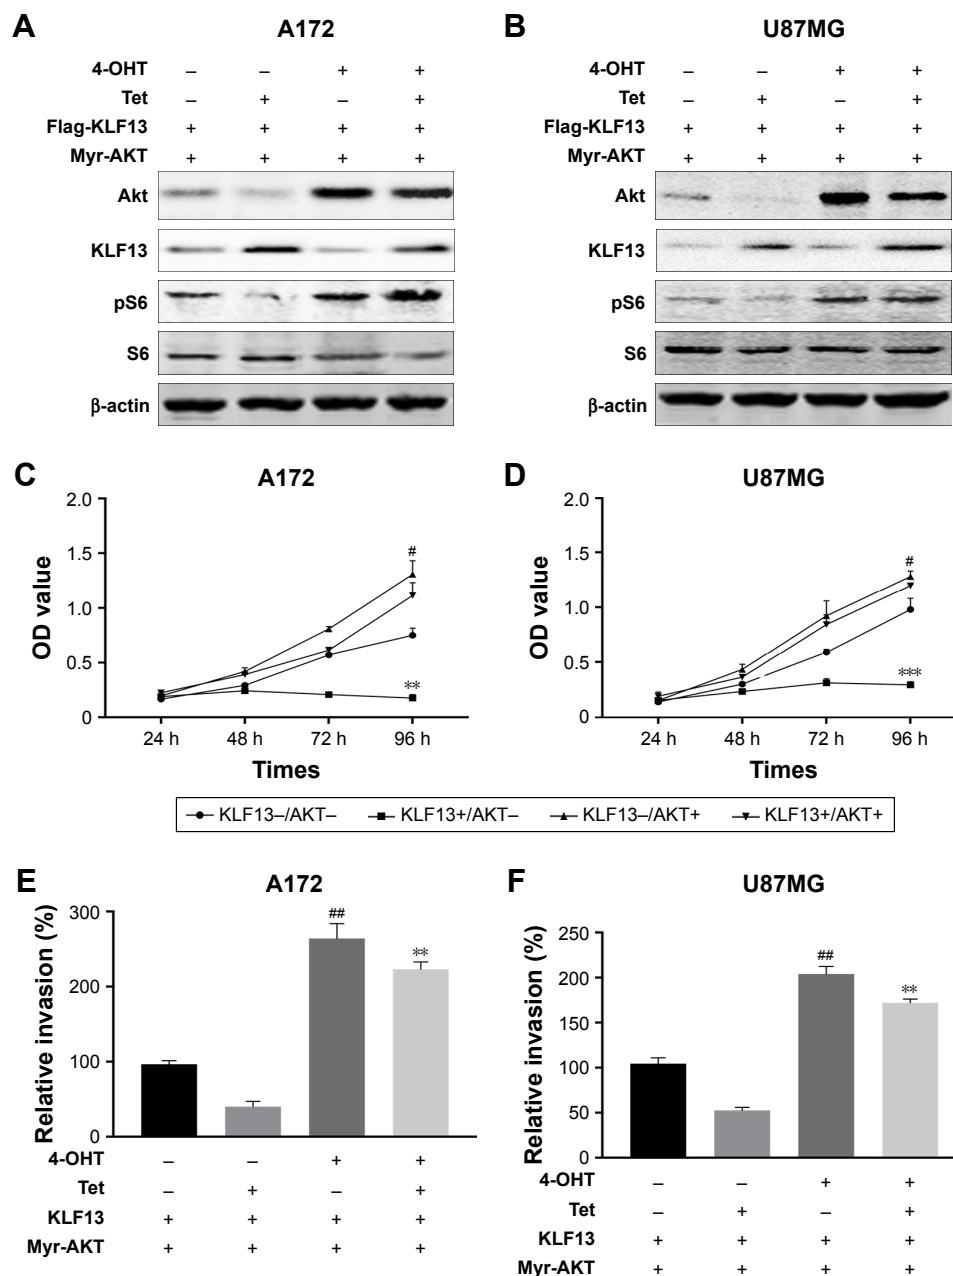 A
A172
4-OHT – – + +
Tet – + – +
Flag-KLF13 + + + +
Myr-AKT + + + +
Akt
KLF13
pS6
S6
β-actin
B
U87MG
4-OHT – – + +
Tet – + – +
Flag-KLF13 + + + +
Myr-AKT + + + +
Akt
KLF13
pS6
S6
β-actin
C
A172
OD value
2.0
1.5
1.0
0.5
0
#
**
24 h 48 h 72 h 96 h
Times
D
U87MG
OD value
2.0
1.5
1.0
0.5
0
#
***
24 h 48 h 72 h 96 h
Times
KLF13–/AKT– KLF13+/AKT– KLF13–/AKT+ KLF13+/AKT+
E
A172
Relative invasion (%)
300
200
100
0
##
**
4-OHT – – + +
Tet – + – +
KLF13 + + + +
Myr-AKT + + + +
F
U87MG
Relative invasion (%)
250
200
150
100
50
0
##
**
4-OHT – – + +
Tet – + – +
KLF13 + + + +
Myr-AKT + + + +